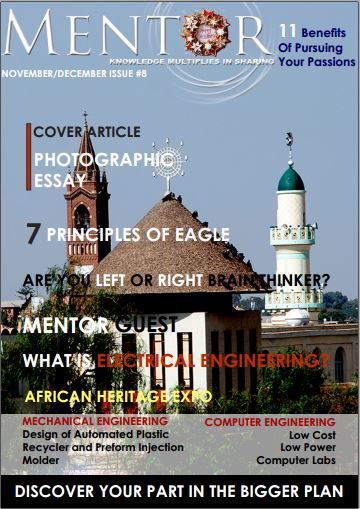 MENTOR
KNOWLEDGE MULTIPLIES IN SHARING
NOVEMBER/DECEMBER ISSUE #8
11 Benefits
Of Pursuing
Your Passions
COVER ARTICLE
PHOTOGRAPHIC
ESSAY
7 PRINCIPLES OF EAGLE
ARE YOU LEFT OR RIGHT BRAIN THINKER?
MENTOR GUEST
WHAT IS ELECTRICAL ENGINEERING?
AFRICAN HERITAGE EXPO
MECHANICAL ENGINEERING
Design of Automated Plastic
Recycler and Preform Injection
Molder
COMPUTER ENGINEERING
Low Cost
Low Power
Computer Labs
DISCOVER YOUR PART IN THE BIGGER PLAN